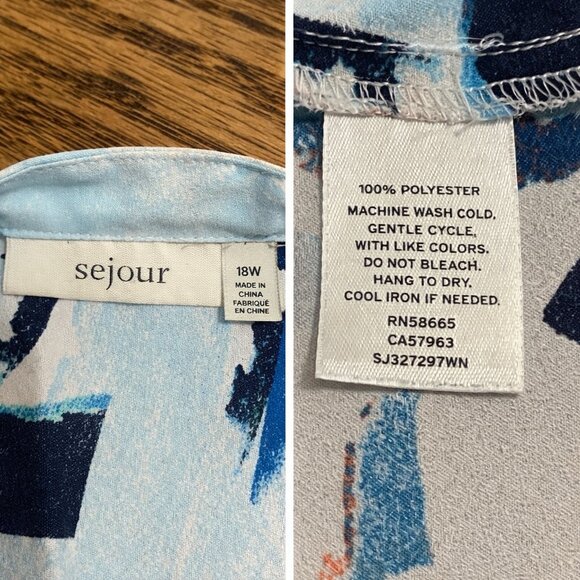 sejour
18W
MADE IN
CHINA
FABRIQUÉ
EN CHINE
100% POLYESTER
MACHINE WASH COLD.
GENTLE CYCLE,
WITH LIKE COLORS.
DO NOT BLEACH.
HANG TO DRY.
COOL IRON IF NEEDED.
RN58665
CA57963
SJ327297WN